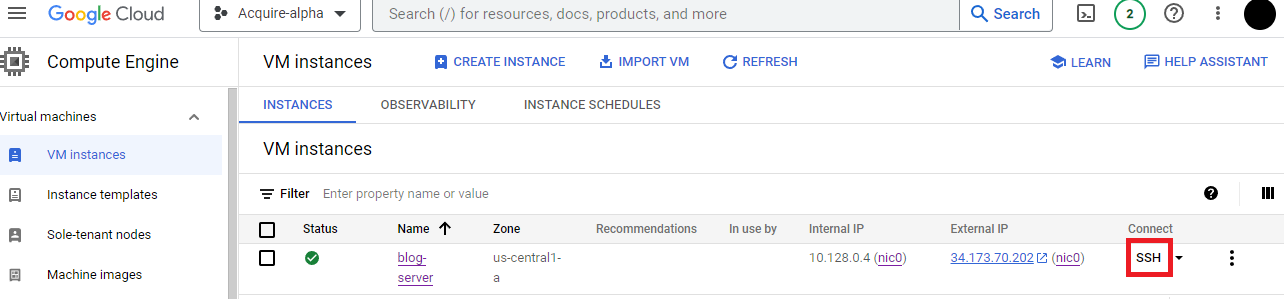 Google Cloud Acquire-alpha Search (/) for resources, docs, products, and more Search 2
Compute Engine VM instances CREATE INSTANCE IMPORT VM REFRESH LEARN HELP ASSISTANT
INSTANCES OBSERVABILITY INSTANCE SCHEDULES
Virtual machines
VM instances
VM instances
Instance templates
Filter Enter property name or value
Sole-tenant nodes
Status Name Zone Recommendations In use by Internal IP External IP Connect
blog-server us-central1-a 10.128.0.4 (nic0) 34.173.70.202 (nic0) SSH
Machine images